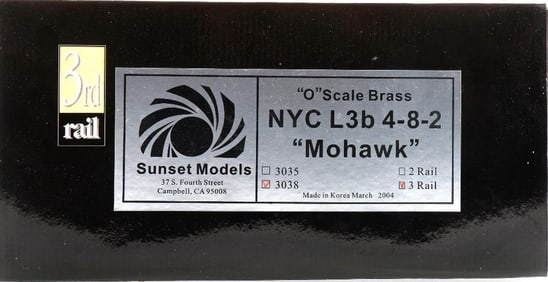 3rd
rail
Sunset Models
37 S. Fourth Street
Campbell, CA 95008
"O" Scale Brass
NYC L3b 4-8-2
"Mohawk"
3035
2 Rail
3038
3 Rail
Made in Korea March 2004